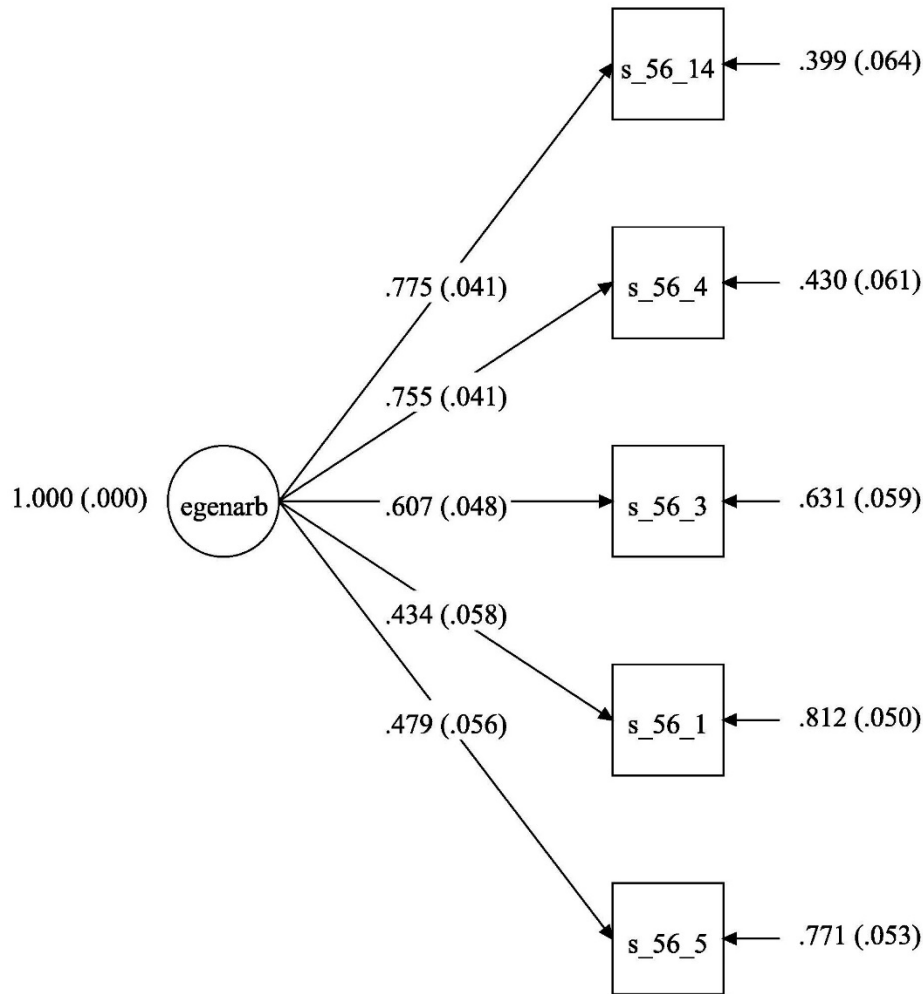 s_56_14
.399 (.064)
.775 (.041)
s_56_4
.430 (.061)
.755 (.041)
1.000 (.000)
egenarb
.607 (.048)
s_56_3
.631 (.059)
.434 (.058)
s_56_1
.812 (.050)
.479 (.056)
s_56_5
.771 (.053)